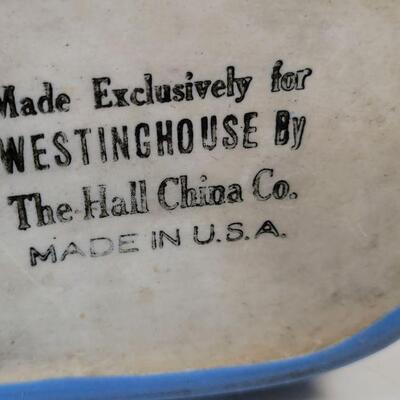 Made Exclusively for
WESTINGHOUSE By
The Hall China Co.
MADE IN U.S.A.